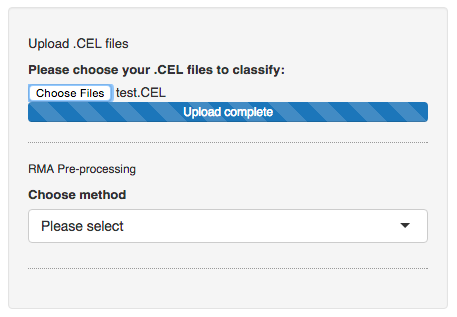 Upload .CEL files
Please choose your .CEL files to classify:
Choose Files test.CEL
Upload complete
RMA Pre-processing
Choose method
Please select